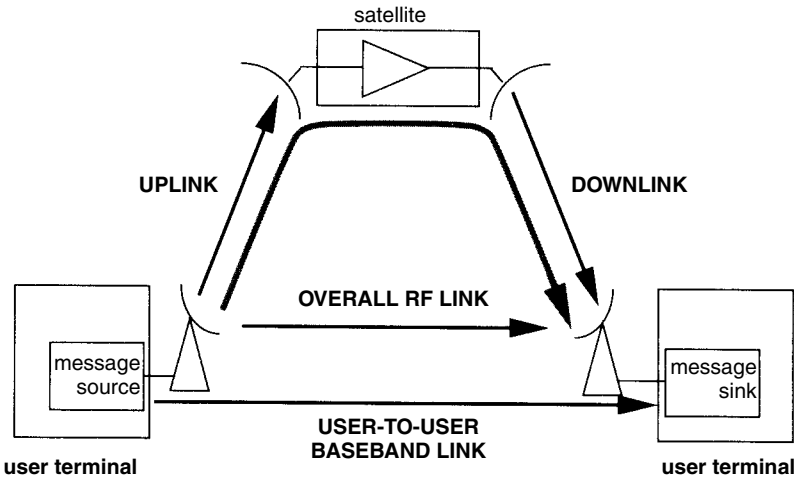 satellite
UPLINK
DOWNLINK
OVERALL RF LINK
message
source
message
sink
USER-TO-USER
BASEBAND LINK
user terminal
user terminal